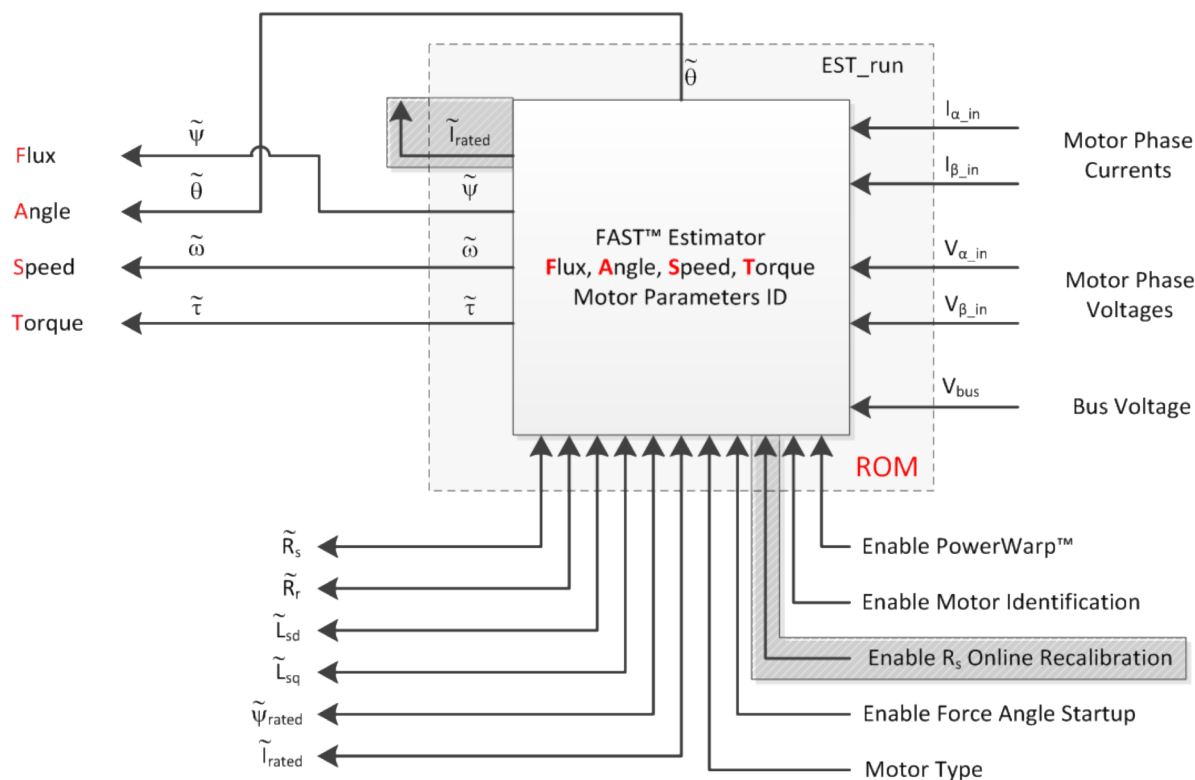 EST_run
θ̃
Ĩrated
ψ̃
ψ̃
Flux
θ̃
Angle
ω̃
ω̃
Speed
τ̃
τ̃
Torque
FAST™ Estimator
Flux, Angle, Speed, Torque
Motor Parameters ID
Iα_in
Iβ_in
Motor Phase
Currents
Vα_in
Vβ_in
Motor Phase
Voltages
Vbus
Bus Voltage
ROM
R̃s
R̃r
L̃sd
L̃sq
ψ̃rated
Ĩrated
Enable PowerWarp™
Enable Motor Identification
Enable Rs Online Recalibration
Enable Force Angle Startup
Motor Type